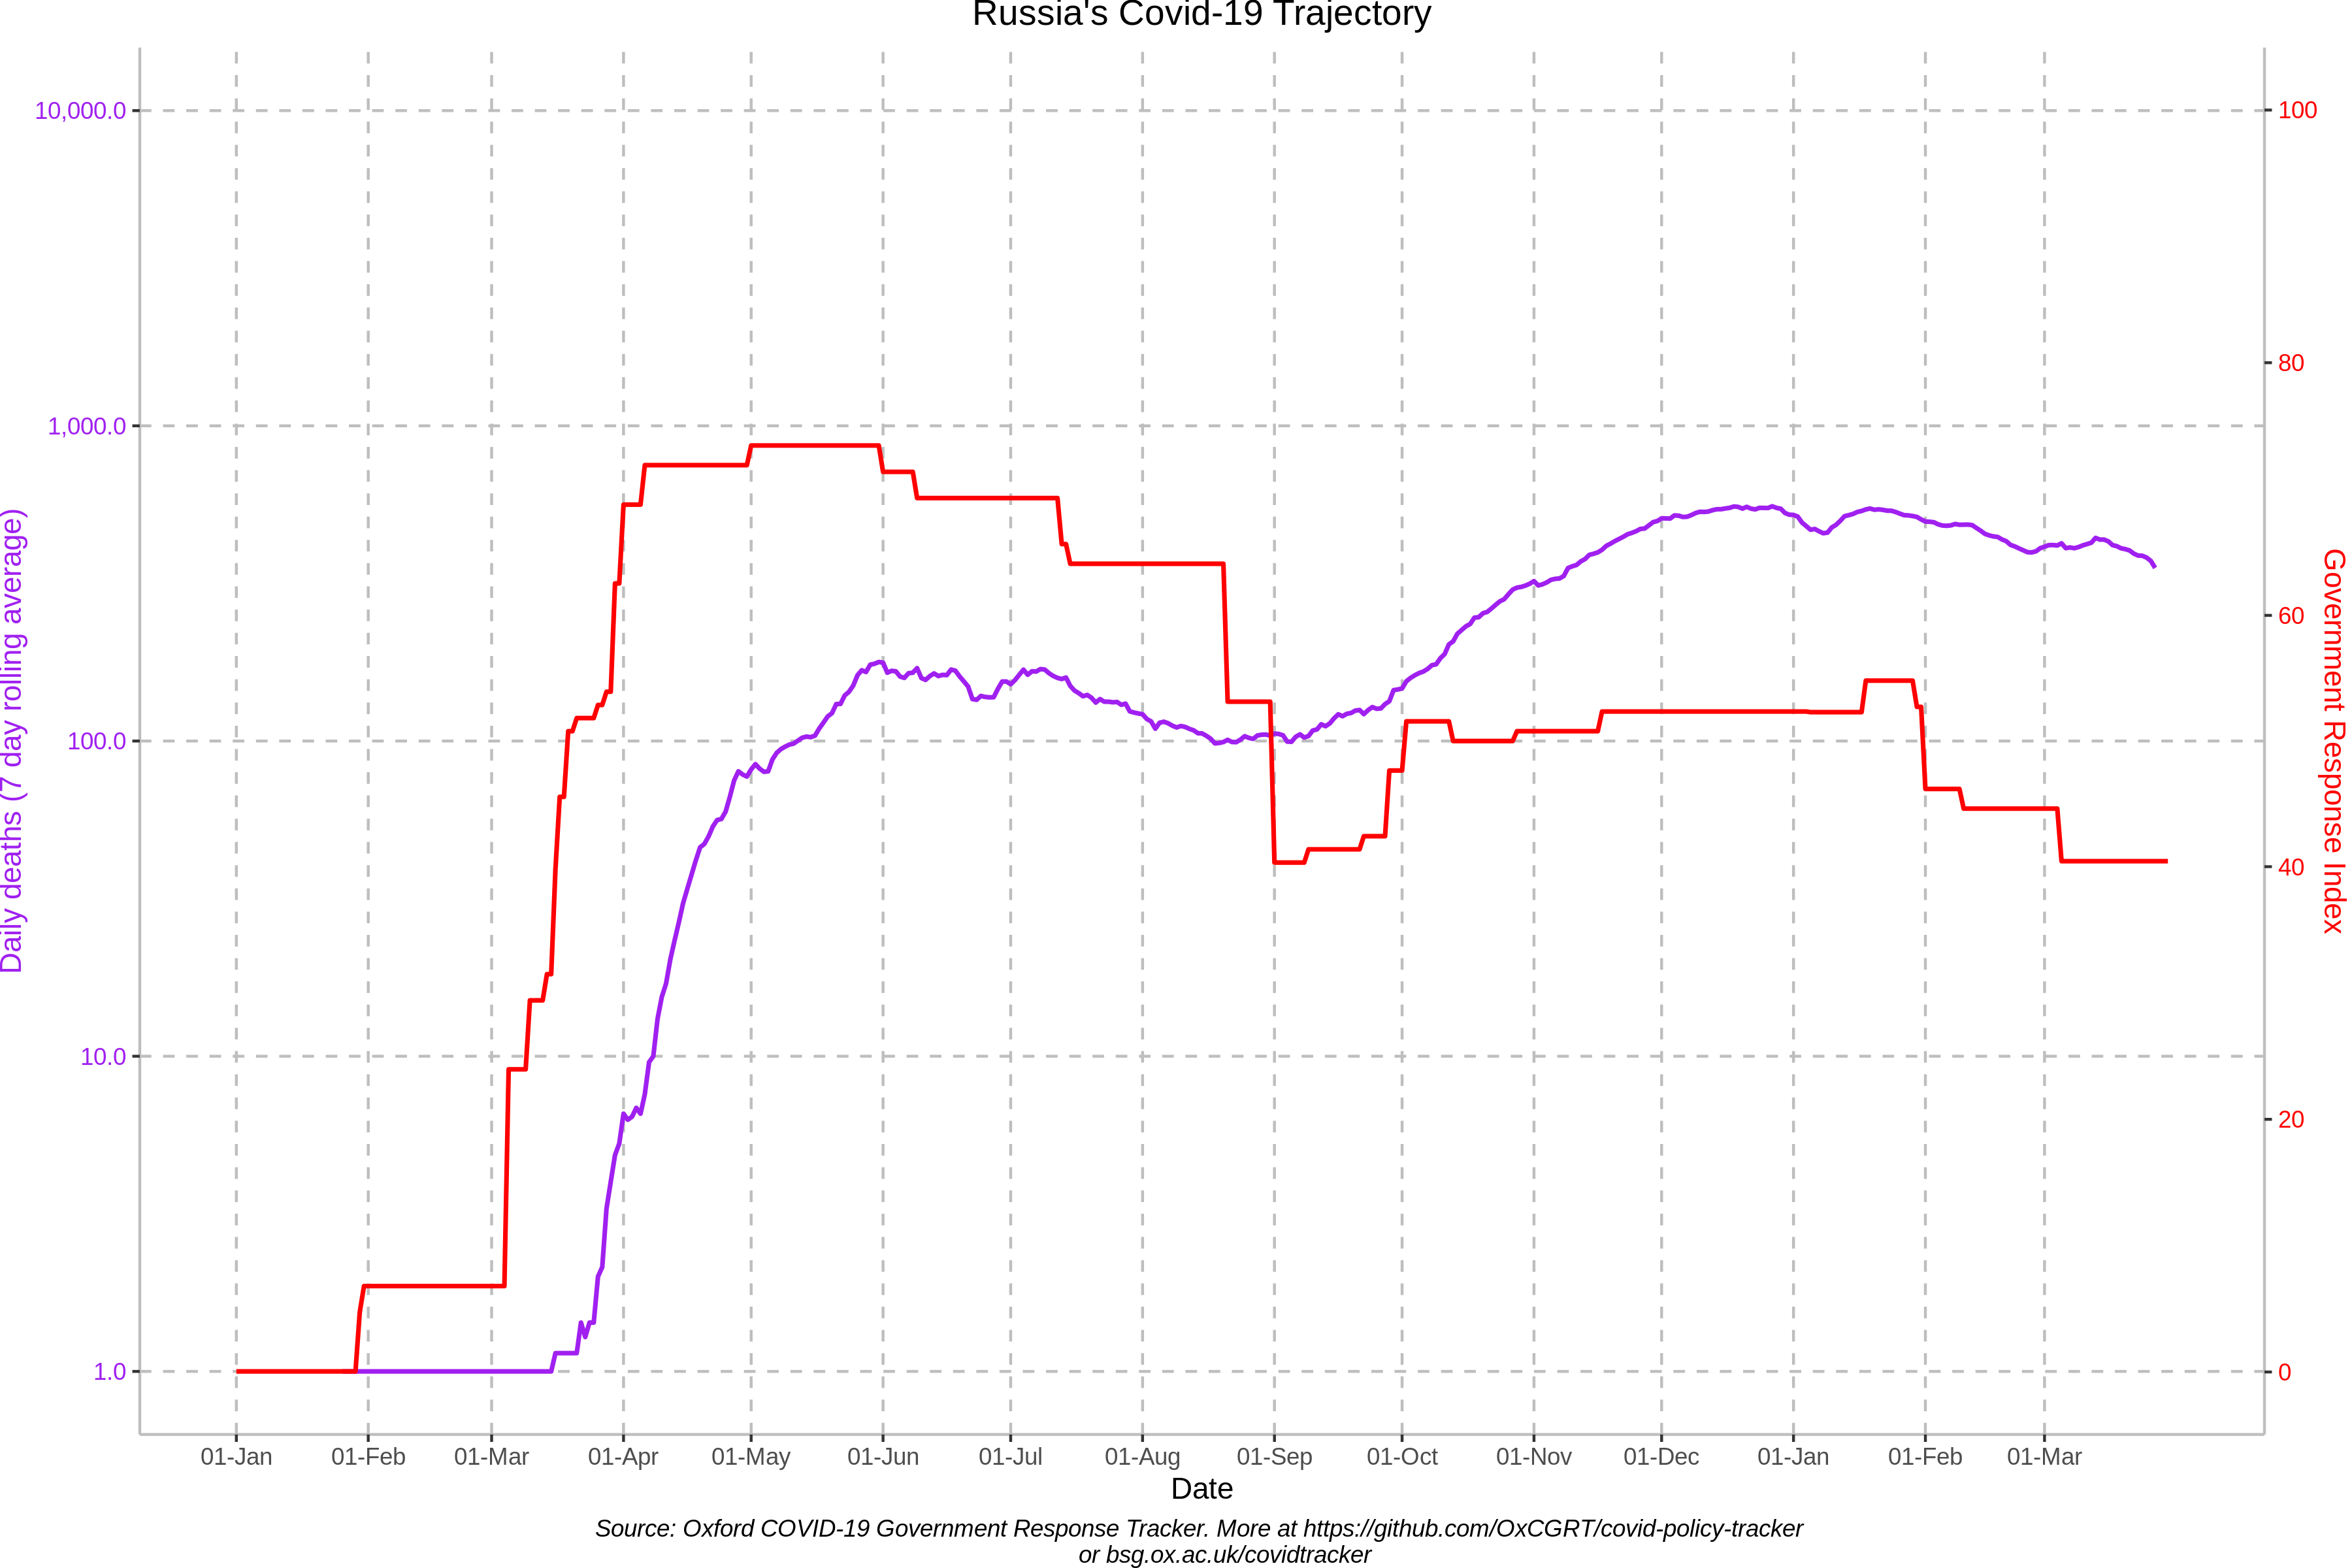 Russia's Covid-19 Trajectory
Daily deaths (7 day rolling average)
10,000.0
1,000.0
100.0
10.0
1.0
100
80
60
40
20
0
Government Response Index
01-Jan
01-Feb
01-Mar
01-Apr
01-May
01-Jun
01-Jul
01-Aug
01-Sep
01-Oct
01-Nov
01-Dec
01-Jan
01-Feb
01-Mar
Date
Source: Oxford COVID-19 Government Response Tracker. More at https://github.com/OxCGRT/covid-policy-tracker
or bsg.ox.ac.uk/covidtracker